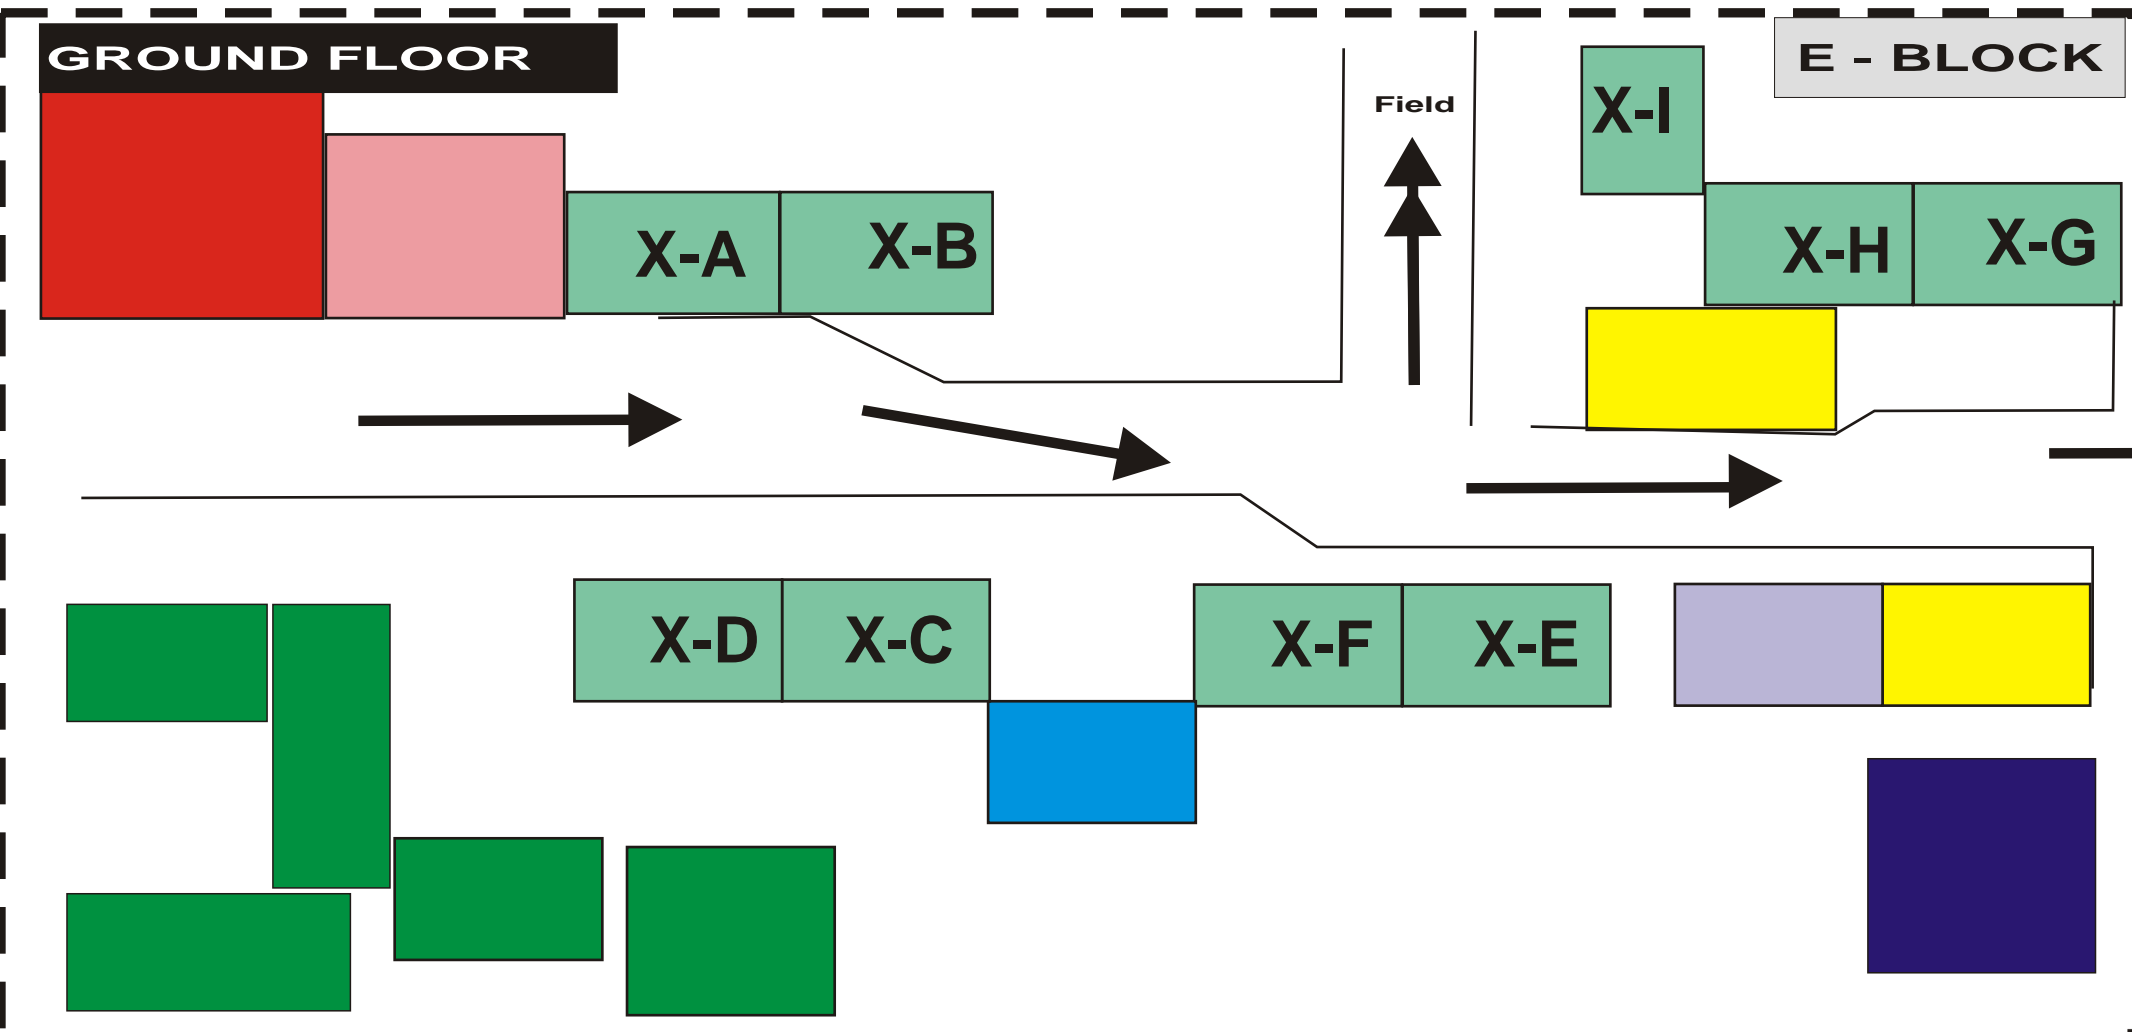 GROUND FLOOR
E - BLOCK
Field
X-I
X-A
X-B
X-H
X-G
X-D
X-C
X-F
X-E